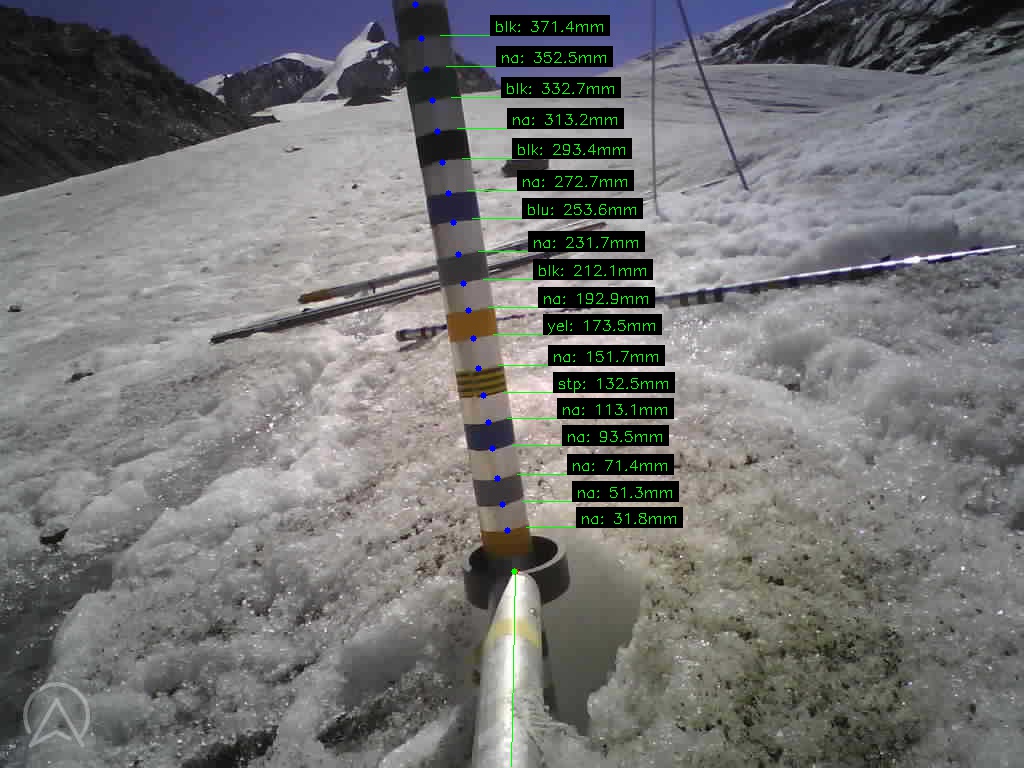 blk: 371.4mm
na: 352.5mm
blk: 332.7mm
na: 313.2mm
blk: 293.4mm
na: 272.7mm
blu: 253.6mm
na: 231.7mm
blk: 212.1mm
na: 192.9mm
yel: 173.5mm
na: 151.7mm
stp: 132.5mm
na: 113.1mm
na: 93.5mm
na: 71.4mm
na: 51.3mm
na: 31.8mm